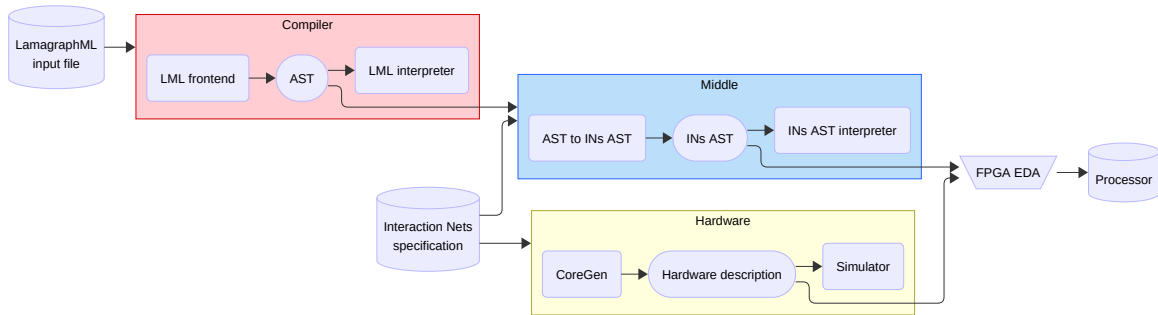 LamagraphML
input file
Compiler
LML frontend
AST
LML interpreter
Middle
AST to INs AST
INs AST
INs AST interpreter
Interaction Nets
specification
Hardware
CoreGen
Hardware description
Simulator
FPGA EDA
Processor